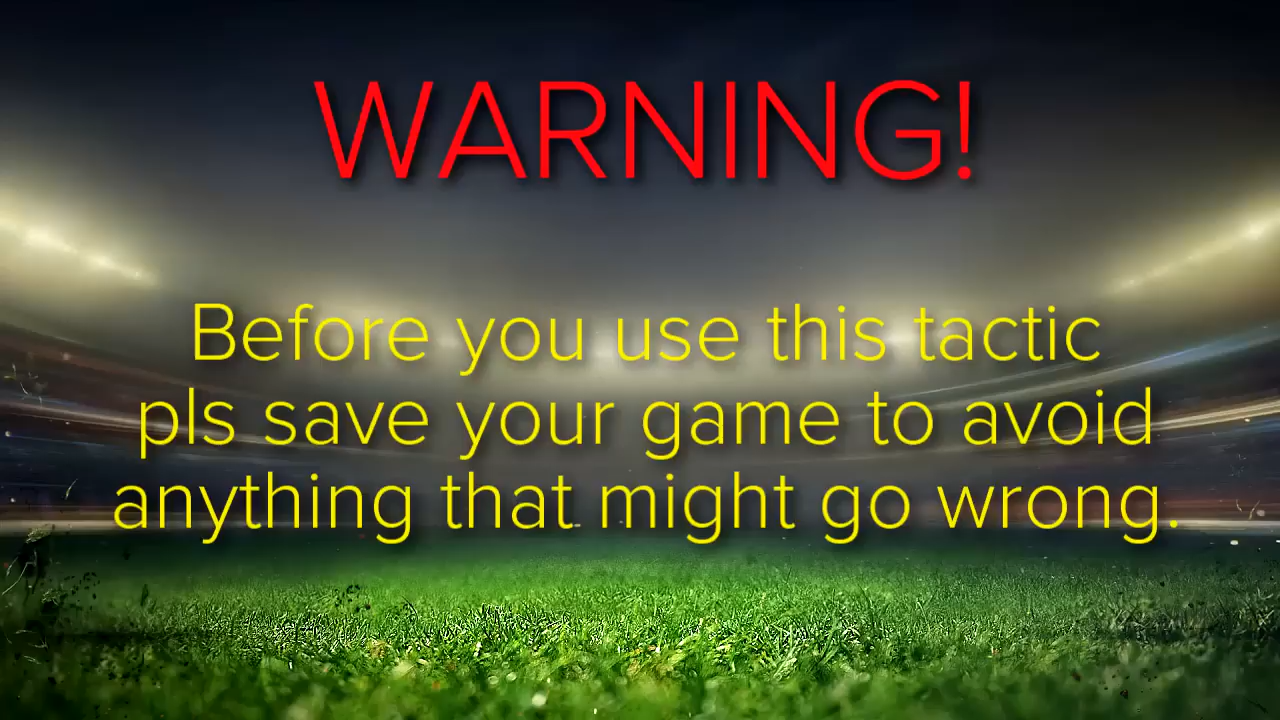 WARNING!
Before you use this tactic
pls save your game to avoid
anything that might go wrong.